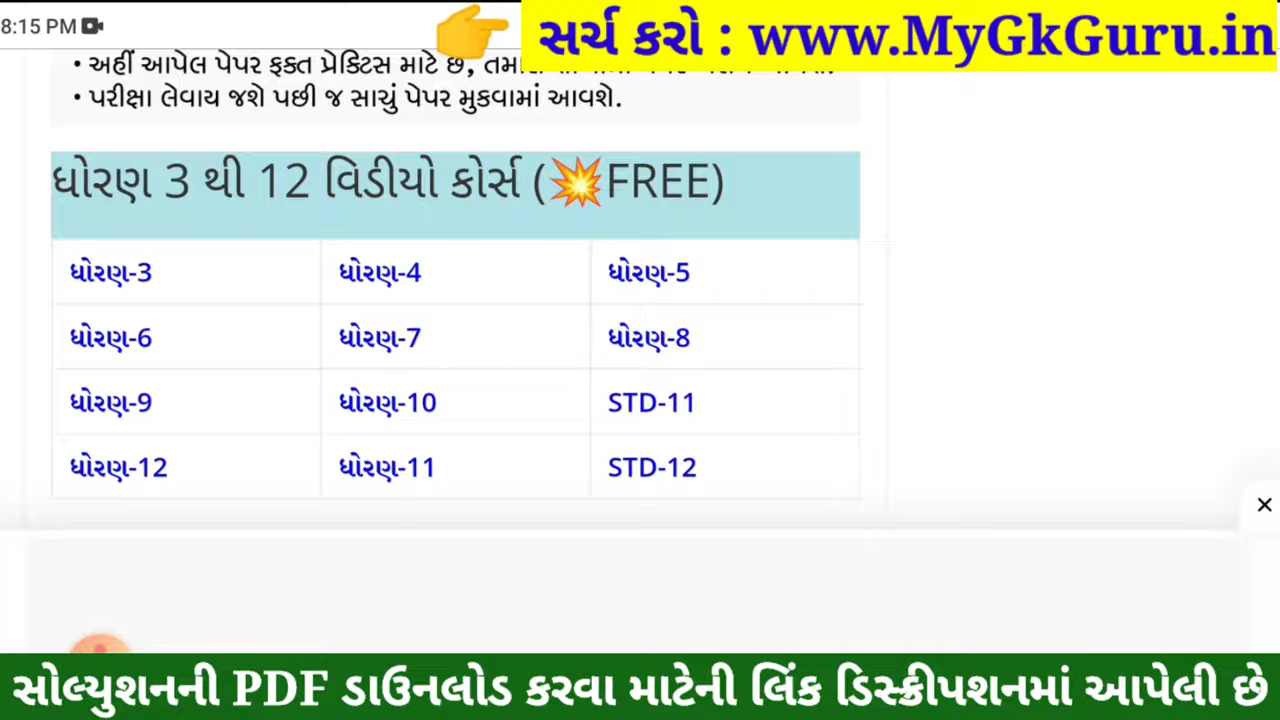 8:15 PM
સર્ચ કરો : www.MyGkGuru.in
• અહીં આપેલ પેપર ફક્ત પ્રેક્ટિસ માટે છે,
• પરીક્ષા લેવાય જશે પછી જ સાચું પેપર મુકવામાં આવશે.
ધોરણ 3 થી 12 વિડીયો કોર્સ (💥FREE)
ધોરણ-3 ધોરણ-4 ધોરણ-5
ધોરણ-6 ધોરણ-7 ધોરણ-8
ધોરણ-9 ધોરણ-10 STD-11
ધોરણ-12 ધોરણ-11 STD-12
સોલ્યુશનની PDF ડાઉનલોડ કરવા માટેની લિંક ડિસ્ક્રીપશનમાં આપેલી છે